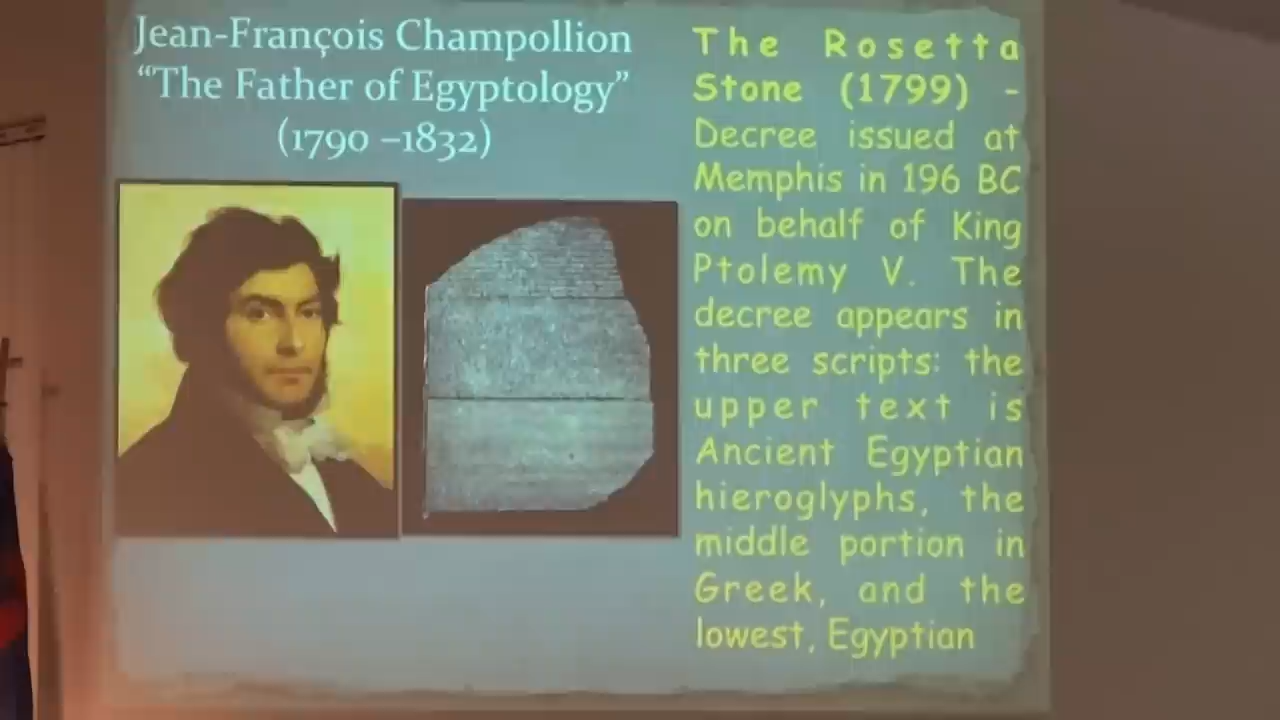 Jean-François Champollion
“The Father of Egyptology”
(1790 –1832)
The Rosetta
Stone (1799) -
Decree issued at
Memphis in 196 BC
on behalf of King
Ptolemy V. The
decree appears in
three scripts: the
upper text is
Ancient Egyptian
hieroglyphs, the
middle portion in
Greek, and the
lowest, Egyptian